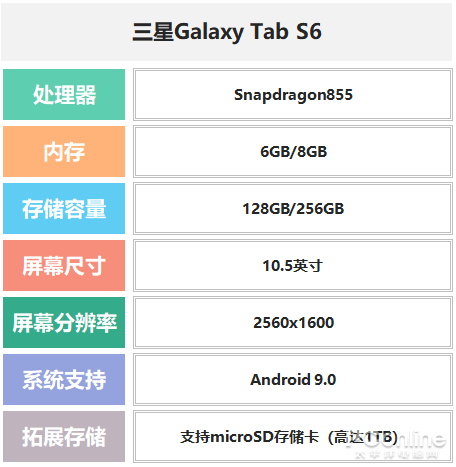 三星Galaxy Tab S6
处理器 Snapdragon855
内存 6GB/8GB
存储容量 128GB/256GB
屏幕尺寸 10.5英寸
屏幕分辨率 2560x1600
系统支持 Android 9.0
拓展存储 支持microSD存储卡（高达1TB）
PConline
太平洋电脑网